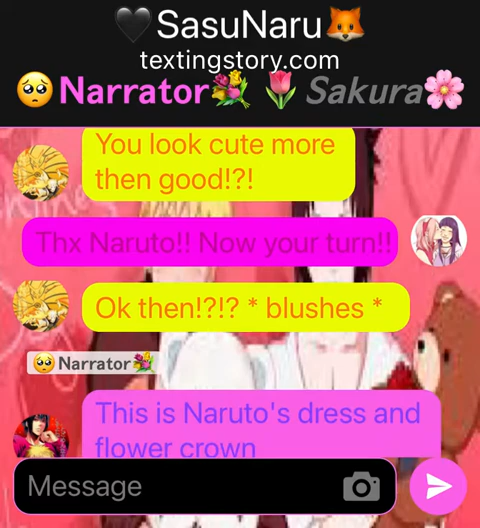 🖤SasuNaru🦊
textingstory.com
🥺Narrator💐 🌷Sakura🌸
You look cute more
then good!?!
Thx Naruto!! Now your turn!!
Ok then!?!? * blushes *
🥺Narrator💐
This is Naruto's dress and
flower crown
Message